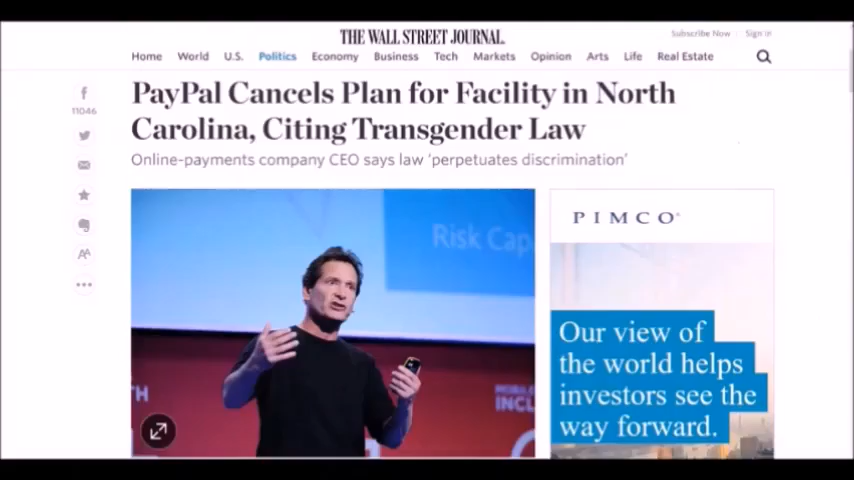 THE WALL STREET JOURNAL.
Subscribe Now
Sign In
Home World U.S. Politics Economy Business Tech Markets Opinion Arts Life Real Estate
PayPal Cancels Plan for Facility in North
Carolina, Citing Transgender Law
Online-payments company CEO says law ‘perpetuates discrimination’
11046
AA
Risk Cap
INCL
PIMCO
Our view of
the world helps
investors see the
way forward.